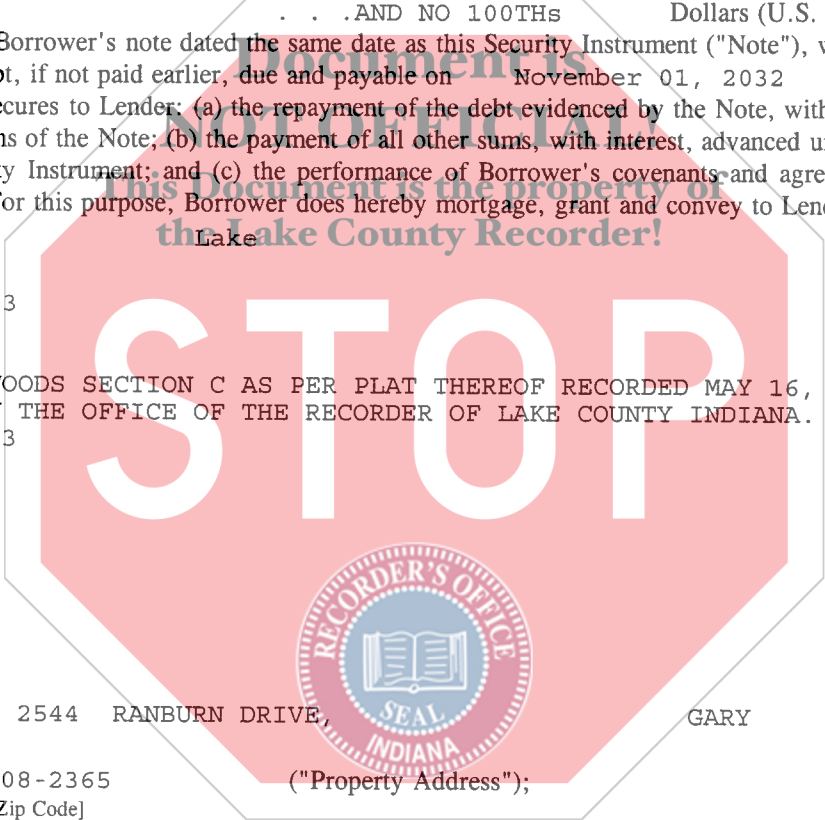 . . .AND NO 100THs Dollars (U.S.
Borrower's note dated the same date as this Security Instrument ("Note"),
if not paid earlier, due and payable on November 01, 2032
Document is
to Lender: (a) the repayment of the debt evidenced by the Note, with
NOT OFFICIAL!
of the Note; (b) the payment of all other sums, with interest, advanced
Instrument; and (c) the performance of Borrower's covenants and
This Document is the property of
for this purpose, Borrower does hereby mortgage, grant and convey to
the Lake County Recorder!
Lake
3
STOP
OODS SECTION C AS PER PLAT THEREOF RECORDED MAY 16,
THE OFFICE OF THE RECORDER OF LAKE COUNTY INDIANA.
3
RECORDER'S OFFICE
SEAL
INDIANA
2544 RANBURN DRIVE, GARY
08-2365 ("Property Address");
Zip Code]